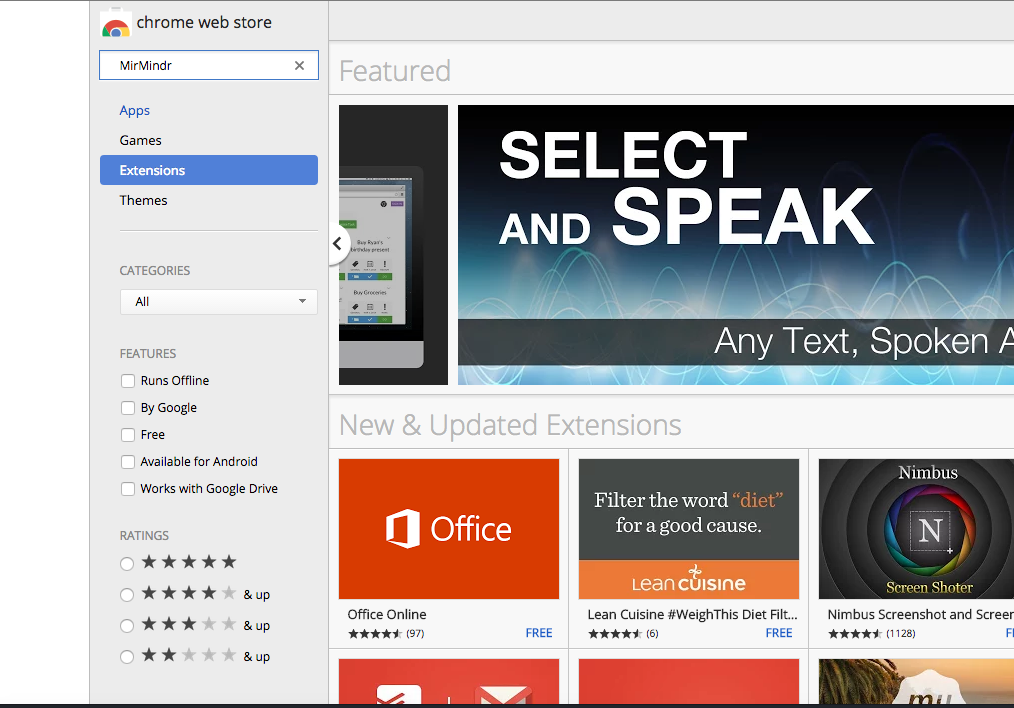 chrome web store
MirMindr
Apps
Games
Extensions
Themes
CATEGORIES
All
FEATURES
Runs Offline
By Google
Free
Available for Android
Works with Google Drive
RATINGS
& up
& up
& up
Featured
Buy Ryan's
birthday present
Buy Groceries
SELECT
AND SPEAK
Any Text, Spoken A
New & Updated Extensions
Office
Office Online
(97)
FREE
Filter the word “diet”
for a good cause.
LEAN CUISINE
Lean Cuisine #WeighThis Diet Filt...
(6)
FREE
Nimbus
N
Screen Shoter
Nimbus Screenshot and Screen
(1128)